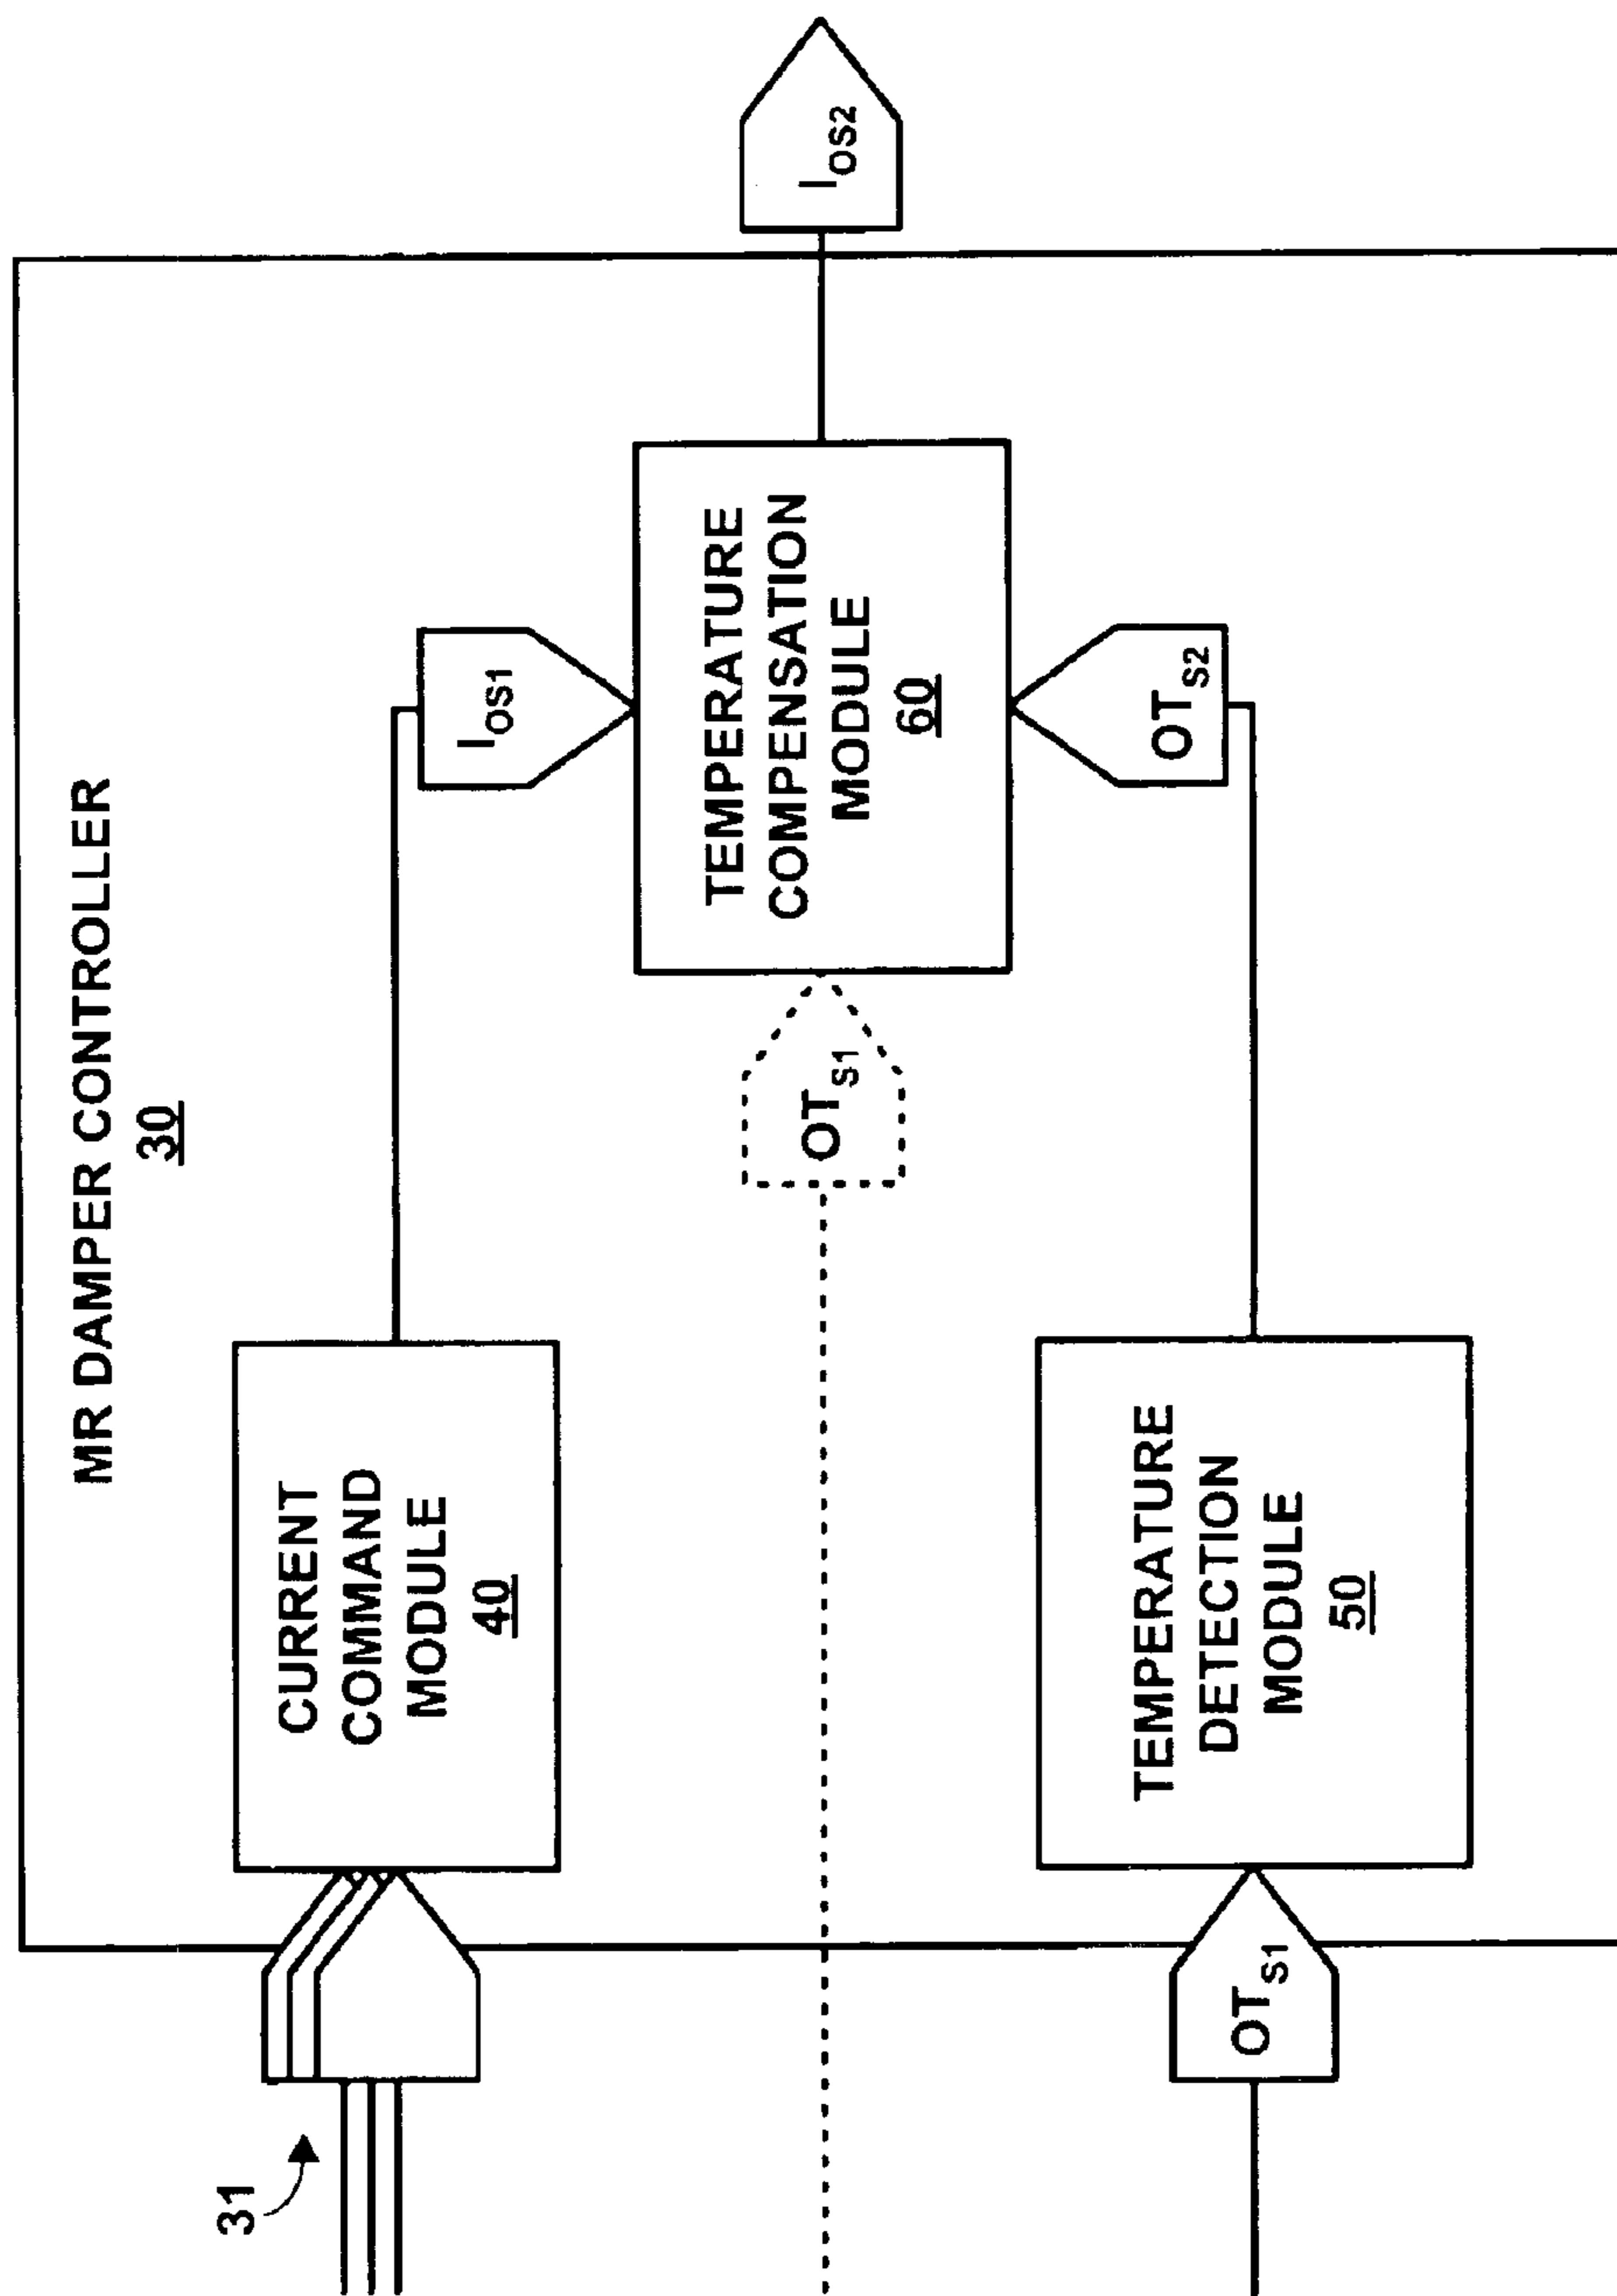 MR DAMPER CONTROLLER
30
31
CURRENT
COMMAND
MODULE
40
I_OS1
TEMPERATURE
COMPENSATION
MODULE
60
I_OS2
OT_S1
OT_S1
TEMPERATURE
DETECTION
MODULE
50
OT_S2